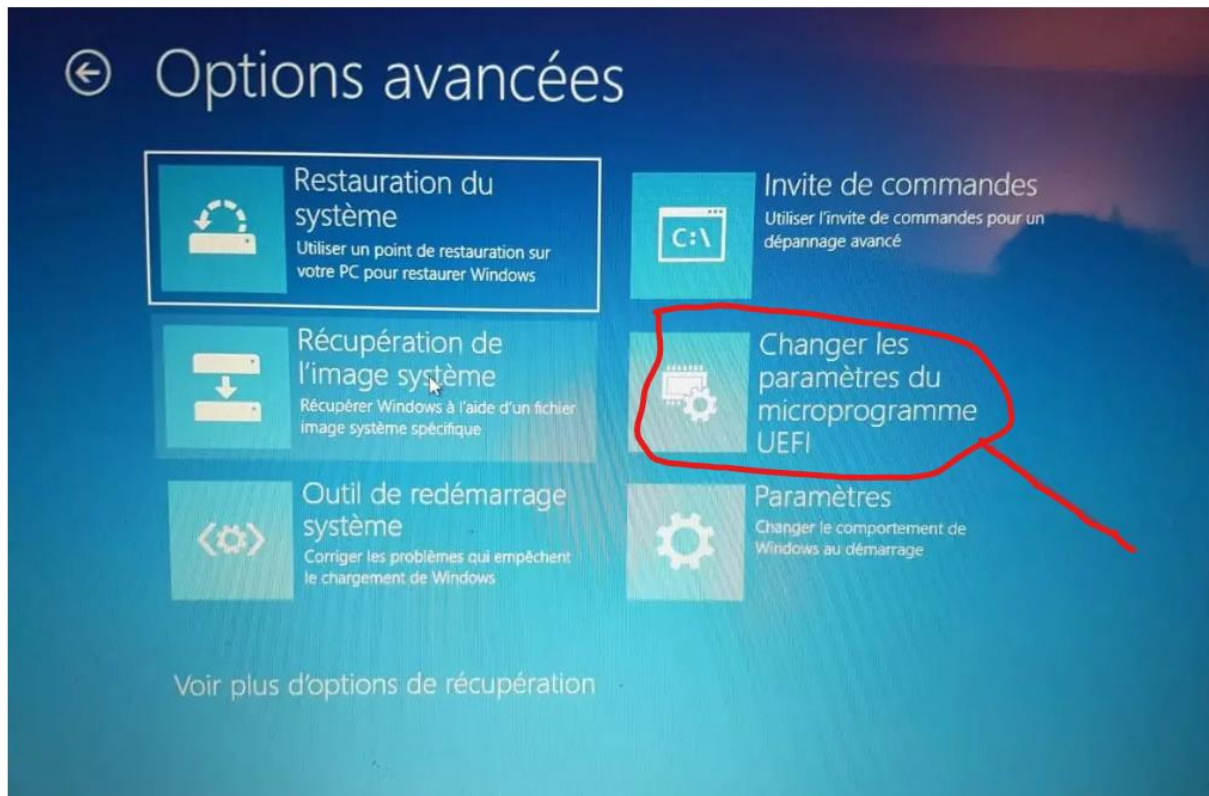 Options avancées
Restauration du
système
Utiliser un point de restauration sur
votre PC pour restaurer Windows
Récupération de
l'image système
Récupérer Windows à l'aide d'un fichier
image système spécifique
Outil de redémarrage
système
Corriger les problèmes qui empêchent
le chargement de Windows
Invite de commandes
Utiliser l'invite de commandes pour un
dépannage avancé
C:\
Changer les
paramètres du
microprogramme
UEFI
Paramètres
Changer le comportement de
Windows au démarrage
Voir plus d'options de récupération